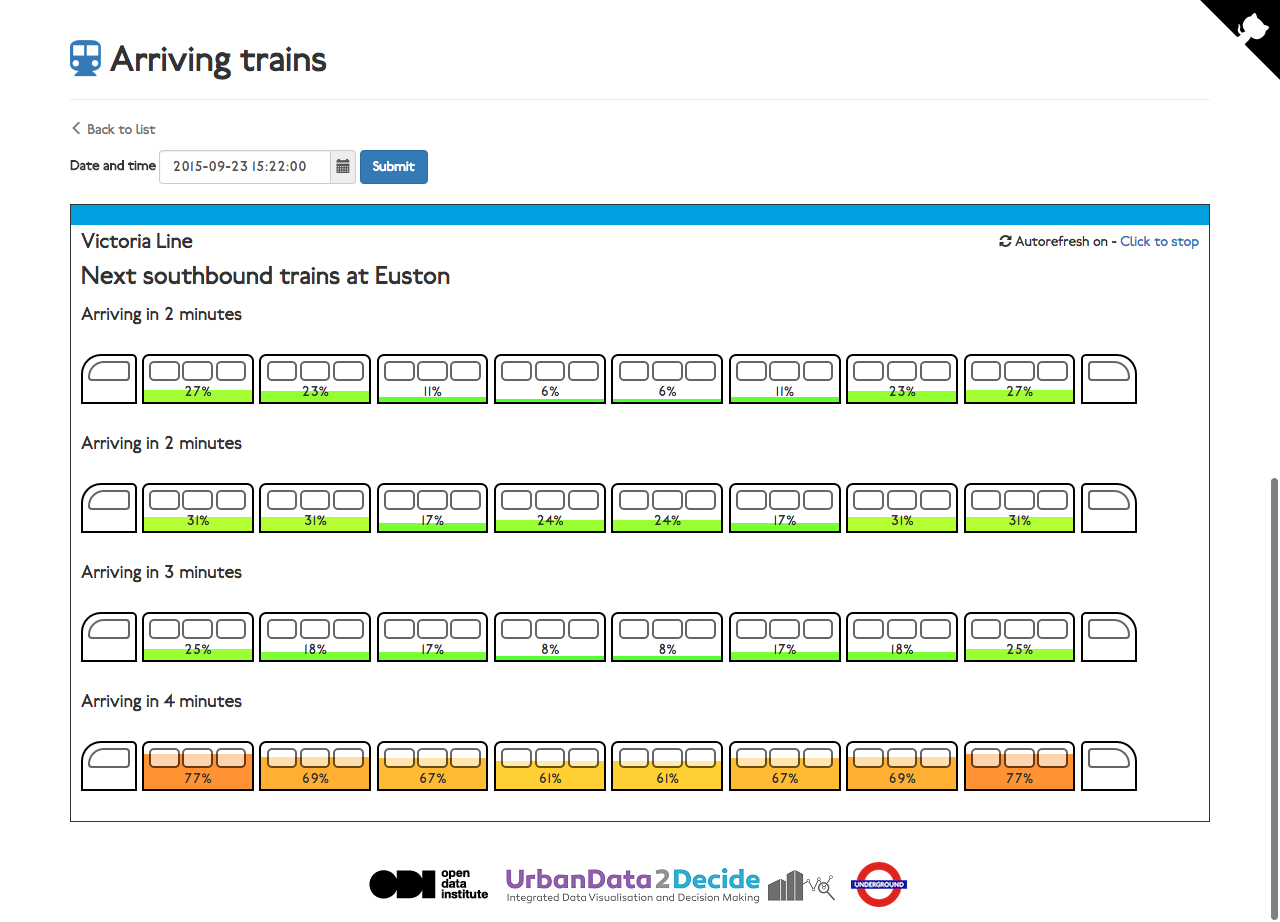 Arriving trains
Back to list
Date and time 2015-09-23 15:22:00 Submit
Victoria Line
Autorefresh on - Click to stop
Next southbound trains at Euston
Arriving in 2 minutes
27% 23% 11% 6% 6% 11% 23% 27%
Arriving in 2 minutes
31% 31% 17% 24% 24% 17% 31% 31%
Arriving in 3 minutes
25% 18% 17% 8% 8% 17% 18% 25%
Arriving in 4 minutes
77% 69% 67% 61% 61% 67% 69% 77%
ODI
open
data
institute
UrbanData2Decide
Integrated Data Visualisation and Decision Making
UNDERGROUND